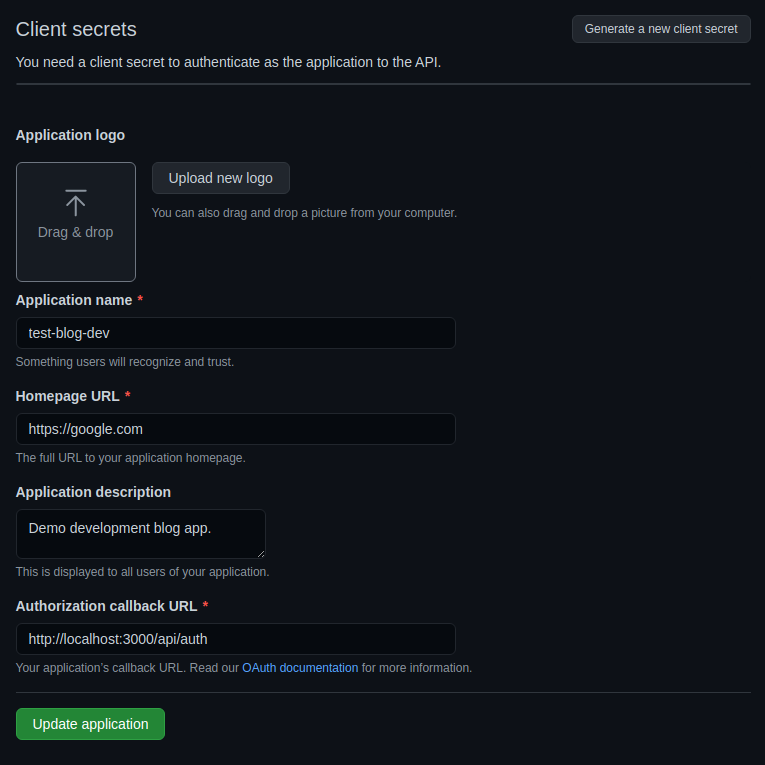 Client secrets
Generate a new client secret
You need a client secret to authenticate as the application to the API.
Application logo
Upload new logo
You can also drag and drop a picture from your computer.
Drag & drop
Application name *
test-blog-dev
Something users will recognize and trust.
Homepage URL *
https://google.com
The full URL to your application homepage.
Application description
Demo development blog app.
This is displayed to all users of your application.
Authorization callback URL *
http://localhost:3000/api/auth
Your application's callback URL. Read our OAuth documentation for more information.
Update application